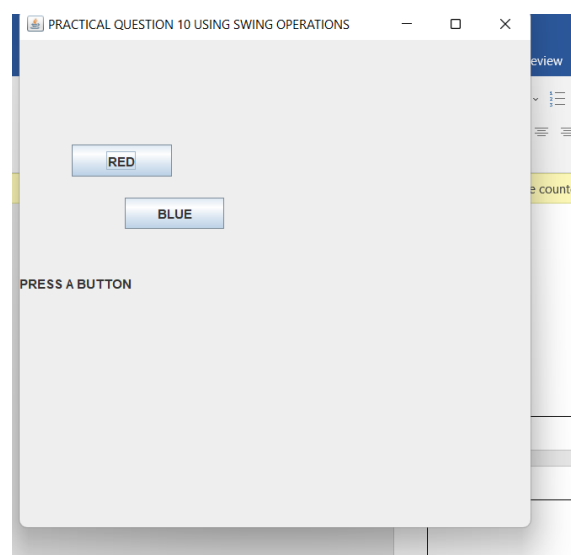 PRACTICAL QUESTION 10 USING SWING OPERATIONS
eview
RED
e count
BLUE
PRESS A BUTTON